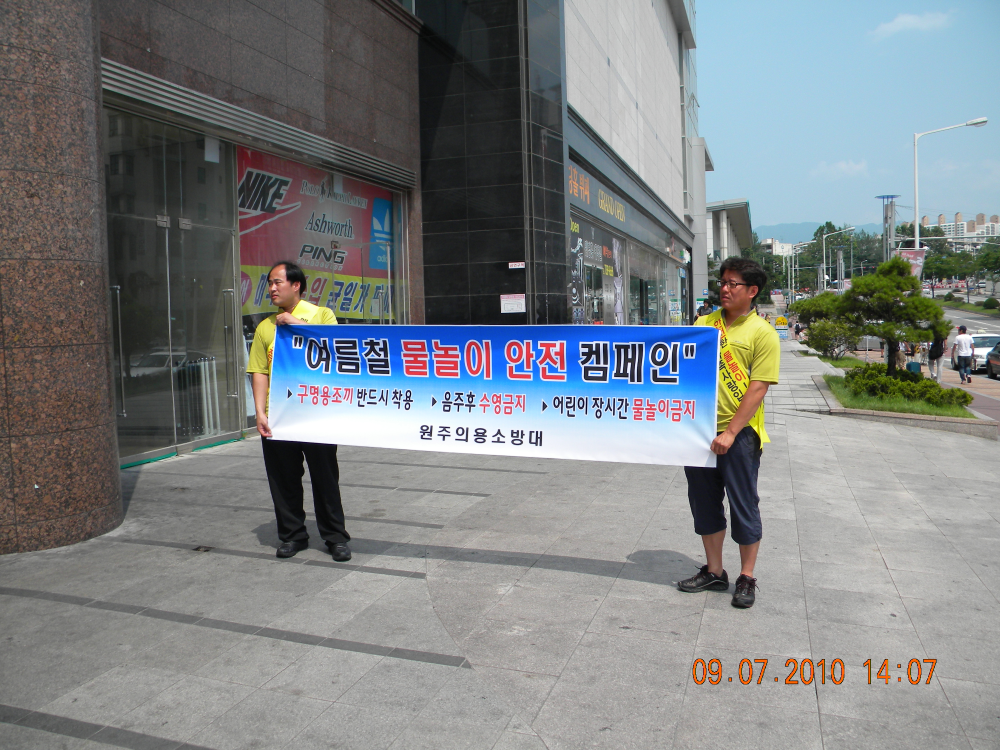 NIKE
Ashworth
PING
adidas
GRAND OPEN
"여름철 물놀이 안전 켐페인"
▶ 구명용조끼 반드시 착용 ▶ 음주후 수영금지 ▶ 어린이 장시간 물놀이금지
원주의용소방대
09.07.2010 14:07